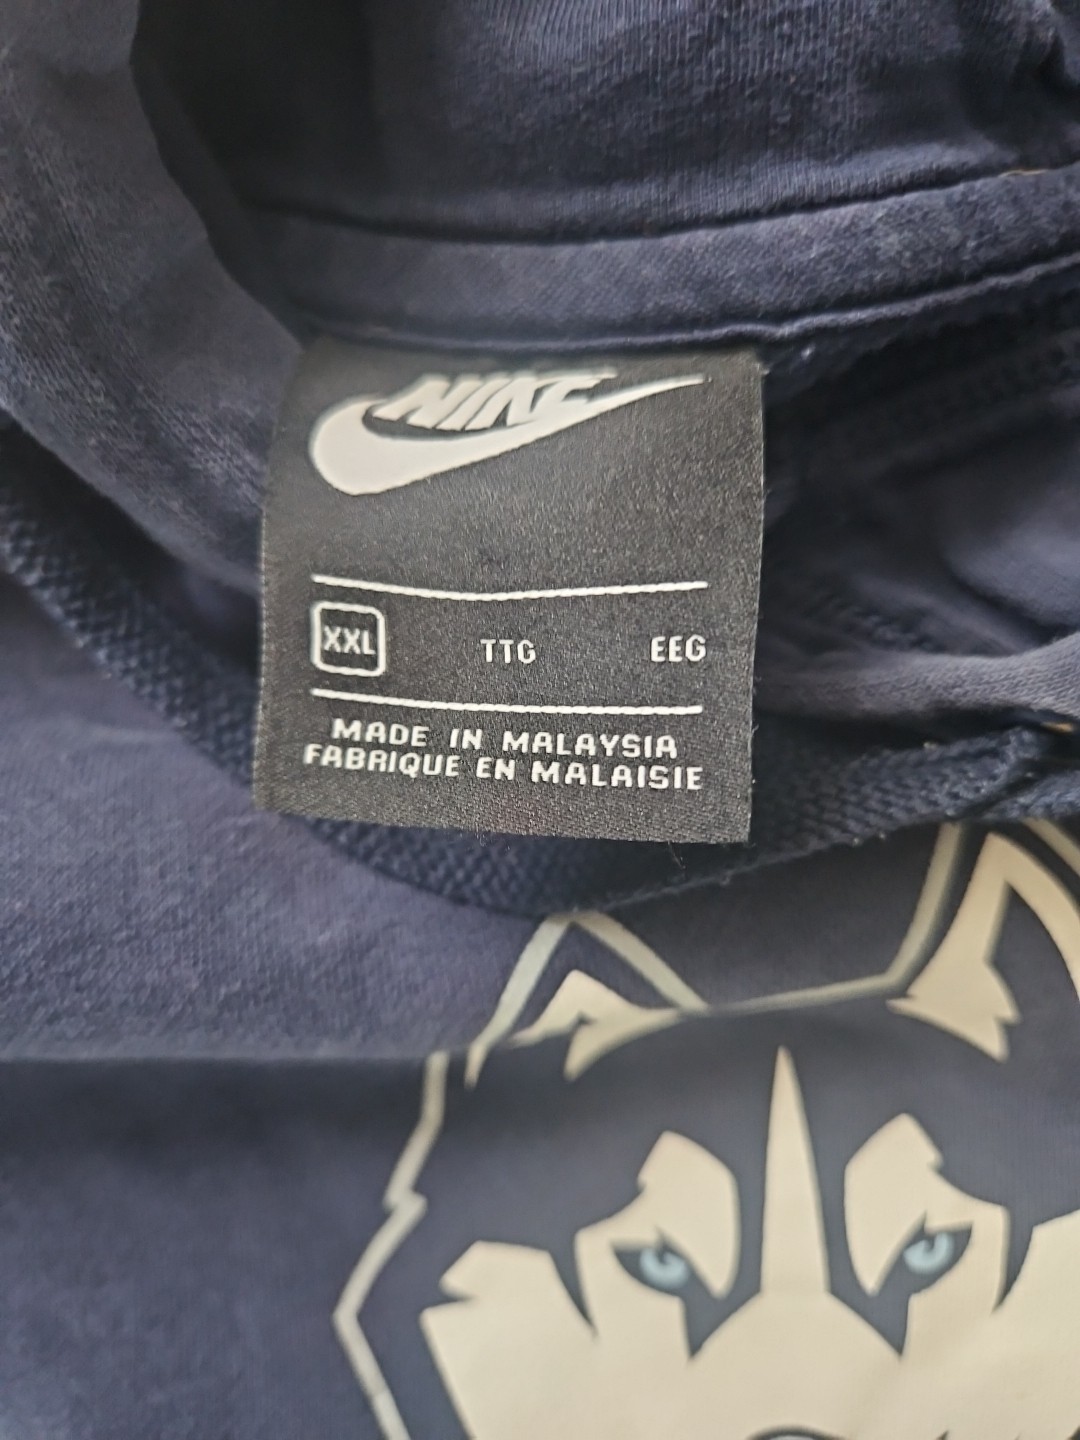 NIKE
XXL TTG EEG
MADE IN MALAYSIA
FABRIQUE EN MALAISIE